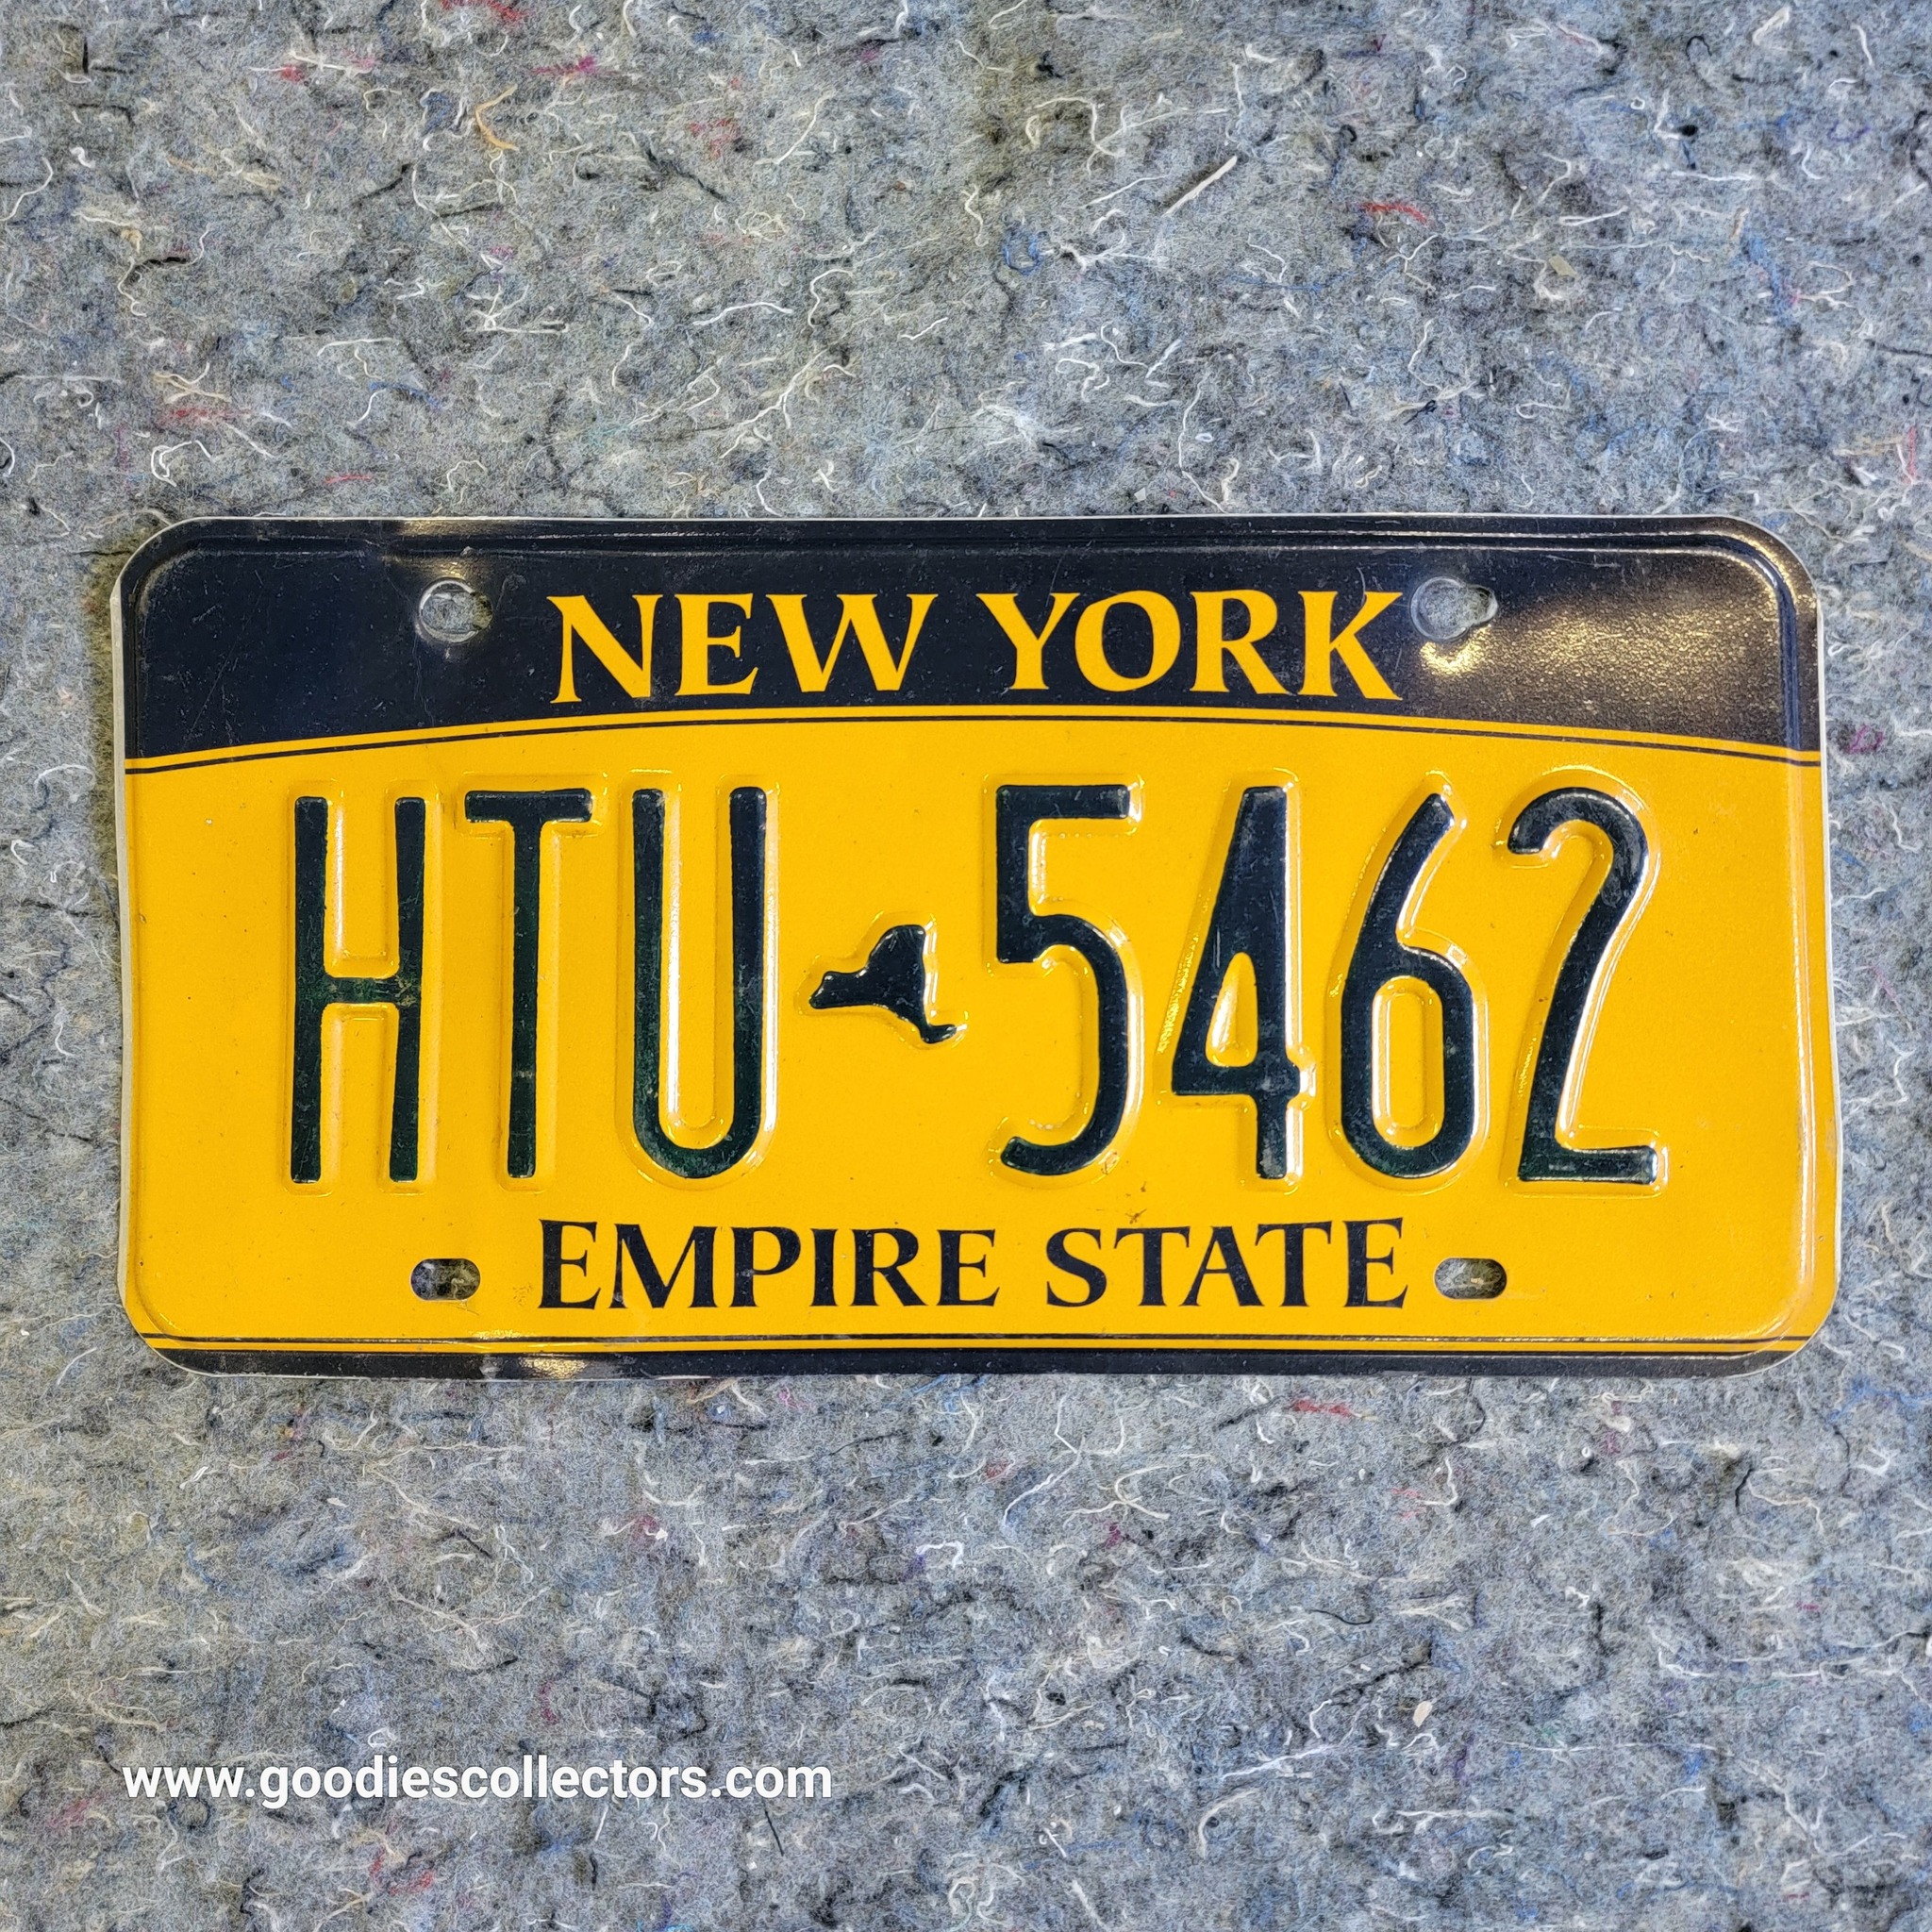 NEW YORK
HTU 5462
EMPIRE STATE
www.goodiescollectors.com